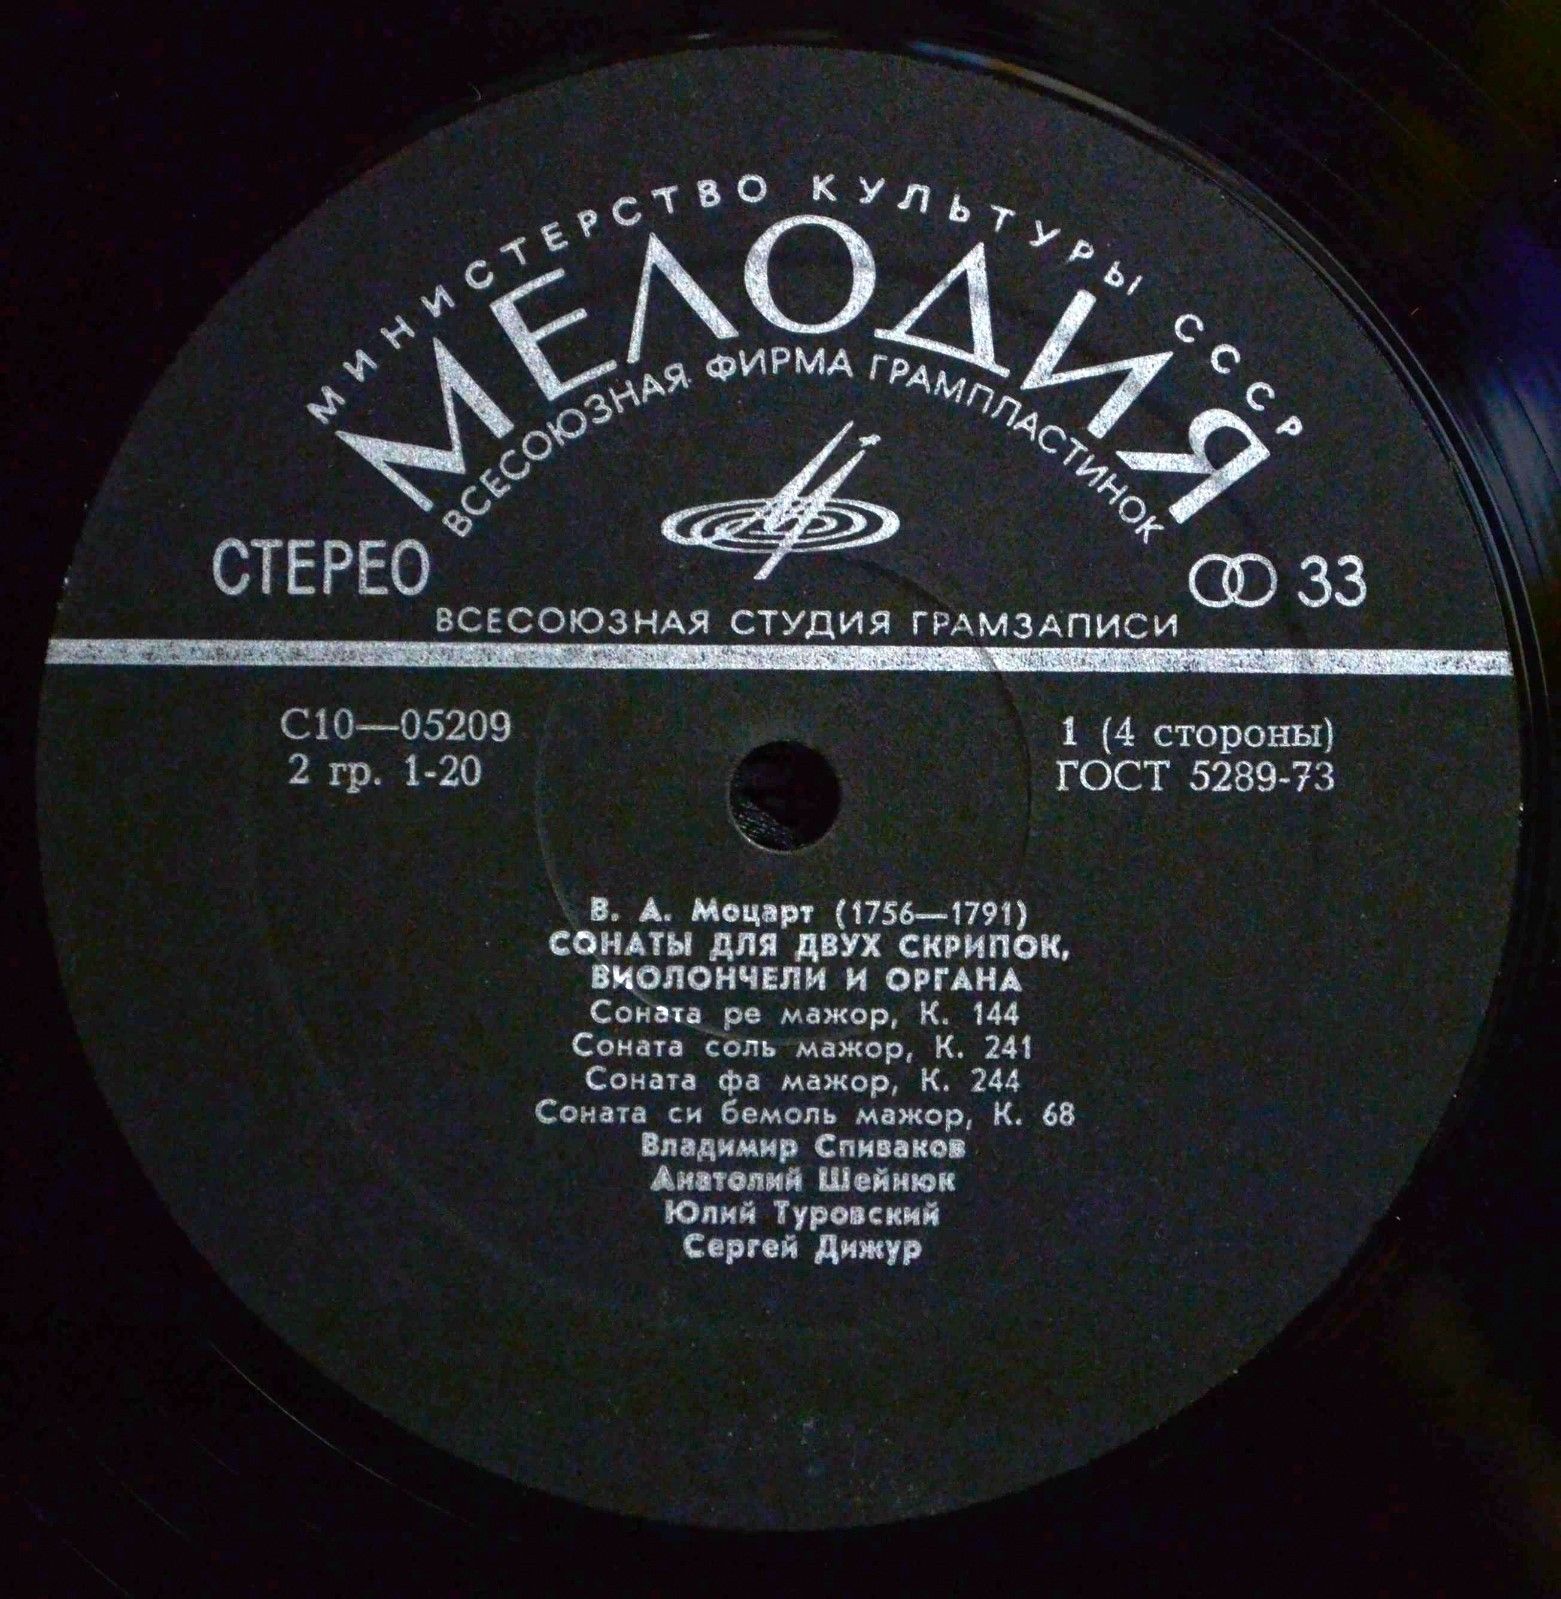 МИНИСТЕРСТВО КУЛЬТУРЫ СССР
МЕЛОДИЯ
ВСЕСОЮЗНАЯ ФИРМА ГРАМПЛАСТИНОК
СТЕРЕО
33
ВСЕСОЮЗНАЯ СТУДИЯ ГРАМЗАПИСИ
С10—05209
2 гр. 1-20
1 (4 стороны)
ГОСТ 5289-73
В. А. Моцарт (1756—1791)
СОНАТЫ ДЛЯ ДВУХ СКРИПОК,
ВИОЛОНЧЕЛИ И ОРГАНА
Соната ре мажор, К. 144
Соната соль мажор, К. 241
Соната фа мажор, К. 244
Соната си бемоль мажор, К. 68
Владимир Спиваков
Анатолий Шейнюк
Юлий Туровский
Сергей Дижур